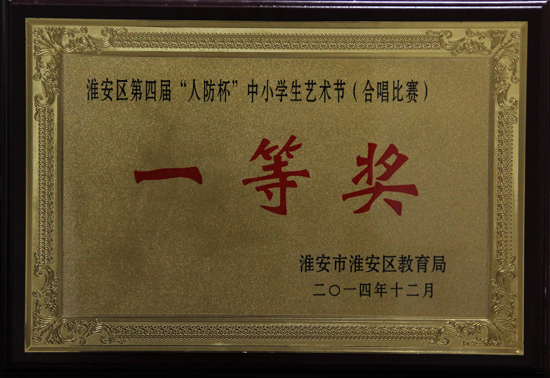 淮安区第四届“人防杯”中小学生艺术节（合唱比赛）
一等奖
淮安市淮安区教育局
二〇一四年十二月